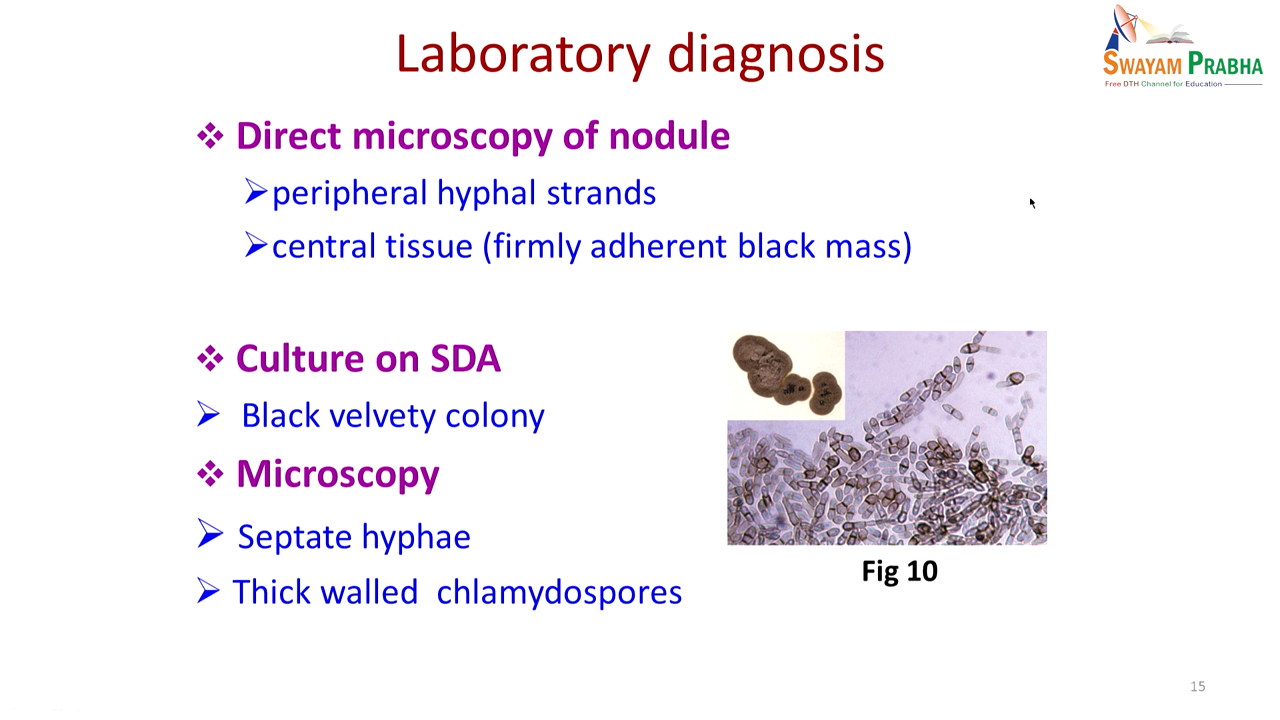 Laboratory diagnosis
SWAYAM PRABHA
Free DTH Channel for Education
❖ Direct microscopy of nodule
➢peripheral hyphal strands
➢central tissue (firmly adherent black mass)
❖ Culture on SDA
➢ Black velvety colony
❖ Microscopy
➢ Septate hyphae
➢ Thick walled chlamydospores
Fig 10
15